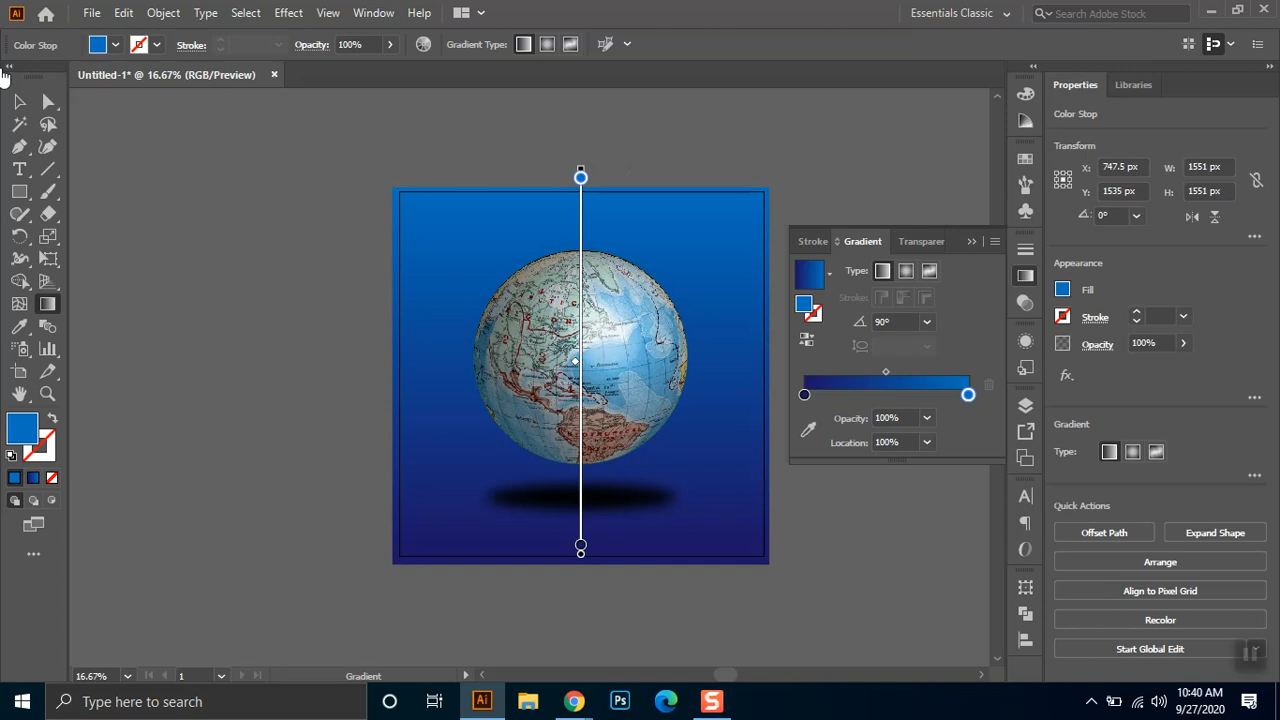 Ai File Edit Object Type Select Effect View Window Help Essentials Classic Search Adobe Stock
Color Stop Stroke: Opacity: 100% Gradient Type:
Untitled-1* @ 16.67% (RGB/Preview)
Properties Libraries
Color Stop
Transform
X: 747.5 px W: 1551 px
Y: 1535 px H: 1551 px
0°
Stroke Gradient Transparer
Type:
Stroke:
90°
Opacity: 100%
Location: 100%
Appearance
Fill
Stroke
Opacity 100%
fx.
Gradient
Type:
Quick Actions
Offset Path Expand Shape
Arrange
Align to Pixel Grid
Recolor
Start Global Edit
16.67% 1 Gradient
Type here to search Ai Ps S 10:40 AM
9/27/2020